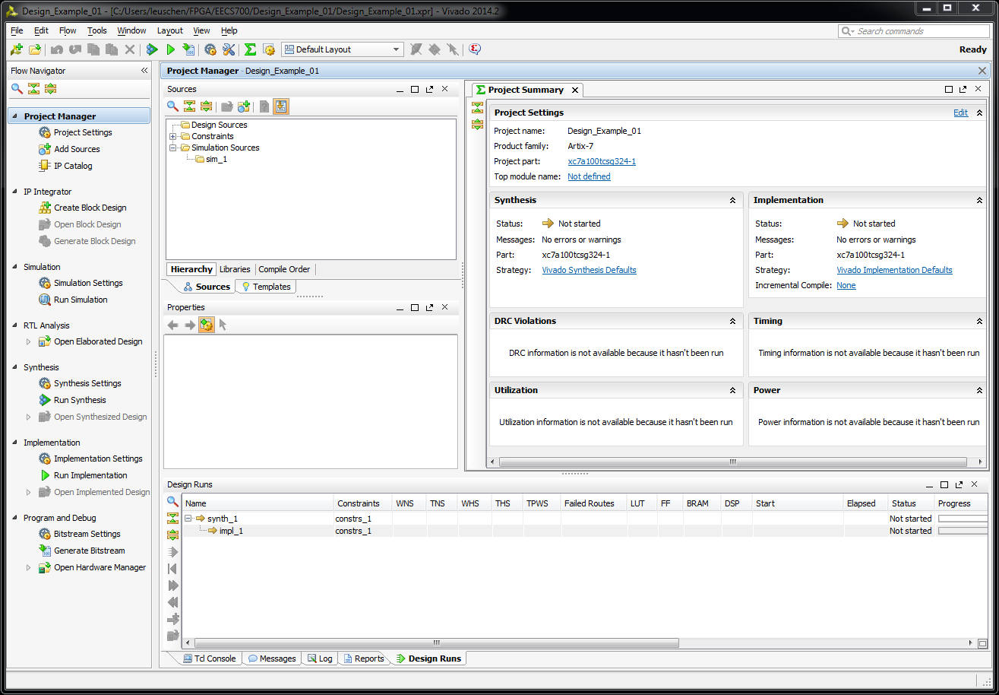 Design_Example_01 - [C:/Users/leuschen/FPGA/EECS700/Design_Example_01/Design_Example_01.xpr] - Vivado 2014.2
File Edit Flow Tools Window Layout View Help
Search commands
Default Layout
Ready
Flow Navigator
Project Manager
Project Settings
Add Sources
IP Catalog
IP Integrator
Create Block Design
Open Block Design
Generate Block Design
Simulation
Simulation Settings
Run Simulation
RTL Analysis
Open Elaborated Design
Synthesis
Synthesis Settings
Run Synthesis
Open Synthesized Design
Implementation
Implementation Settings
Run Implementation
Open Implemented Design
Program and Debug
Bitstream Settings
Generate Bitstream
Open Hardware Manager
Project Manager - Design_Example_01
Sources
Design Sources
Constraints
Simulation Sources
sim_1
Hierarchy Libraries Compile Order
Sources Templates
Properties
Project Summary
Project Settings Edit
Project name: Design_Example_01
Product family: Artix-7
Project part: xc7a100tcsg324-1
Top module name: Not defined
Synthesis
Status: Not started
Messages: No errors or warnings
Part: xc7a100tcsg324-1
Strategy: Vivado Synthesis Defaults
Implementation
Status: Not started
Messages: No errors or warnings
Part: xc7a100tcsg324-1
Strategy: Vivado Implementation Defaults
Incremental Compile: None
DRC Violations
DRC information is not available because it hasn't been run
Timing
Timing information is not available because it hasn't been run
Utilization
Utilization information is not available because it hasn't been run
Power
Power information is not available because it hasn't been run
Design Runs
Name Constraints WNS TNS WHS THS TPWS Failed Routes LUT FF BRAM DSP Start Elapsed Status Progress
synth_1 constrs_1 Not started
impl_1 constrs_1 Not started
Tcl Console Messages Log Reports Design Runs